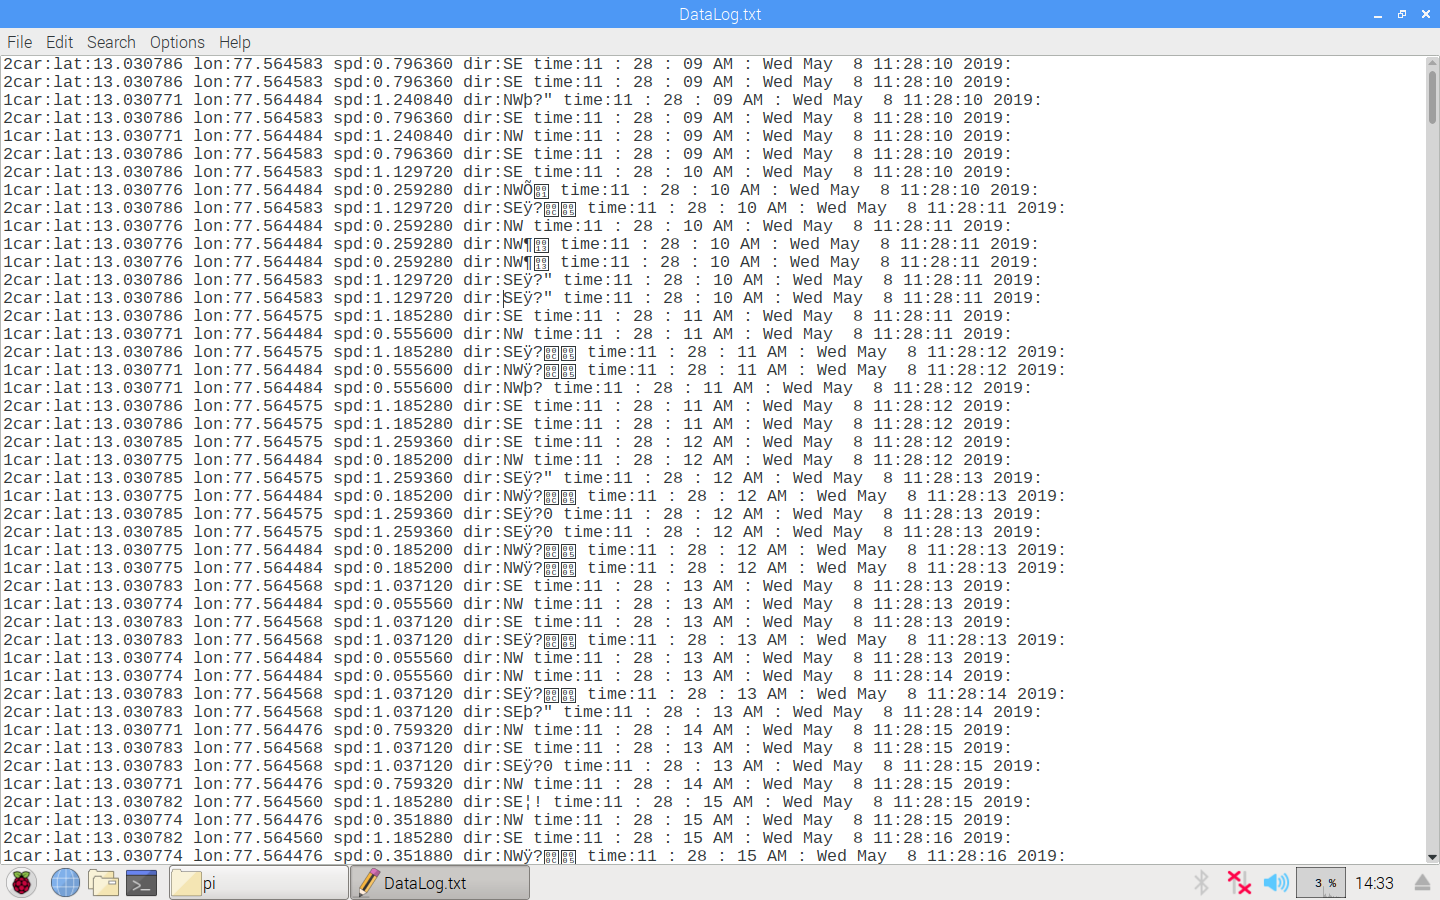 DataLog.txt
File Edit Search Options Help
2car:lat:13.030786 lon:77.564583 spd:0.796360 dir:SE time:11 : 28 : 09 AM : Wed May  8 11:28:10 2019:
2car:lat:13.030786 lon:77.564583 spd:0.796360 dir:SE time:11 : 28 : 09 AM : Wed May  8 11:28:10 2019:
1car:lat:13.030771 lon:77.564484 spd:1.240840 dir:NWþ?" time:11 : 28 : 09 AM : Wed May  8 11:28:10 2019:
2car:lat:13.030786 lon:77.564583 spd:0.796360 dir:SE time:11 : 28 : 09 AM : Wed May  8 11:28:10 2019:
1car:lat:13.030771 lon:77.564484 spd:1.240840 dir:NW time:11 : 28 : 09 AM : Wed May  8 11:28:10 2019:
2car:lat:13.030786 lon:77.564583 spd:0.796360 dir:SE time:11 : 28 : 09 AM : Wed May  8 11:28:10 2019:
2car:lat:13.030786 lon:77.564583 spd:1.129720 dir:SE time:11 : 28 : 10 AM : Wed May  8 11:28:10 2019:
1car:lat:13.030776 lon:77.564484 spd:0.259280 dir:NWÕ time:11 : 28 : 10 AM : Wed May  8 11:28:10 2019:
2car:lat:13.030786 lon:77.564583 spd:1.129720 dir:SEÿ? time:11 : 28 : 10 AM : Wed May  8 11:28:11 2019:
1car:lat:13.030776 lon:77.564484 spd:0.259280 dir:NW time:11 : 28 : 10 AM : Wed May  8 11:28:11 2019:
1car:lat:13.030776 lon:77.564484 spd:0.259280 dir:NW¶ time:11 : 28 : 10 AM : Wed May  8 11:28:11 2019:
1car:lat:13.030776 lon:77.564484 spd:0.259280 dir:NW¶ time:11 : 28 : 10 AM : Wed May  8 11:28:11 2019:
2car:lat:13.030786 lon:77.564583 spd:1.129720 dir:SEÿ?" time:11 : 28 : 10 AM : Wed May  8 11:28:11 2019:
2car:lat:13.030786 lon:77.564583 spd:1.129720 dir:SEÿ?" time:11 : 28 : 10 AM : Wed May  8 11:28:11 2019:
2car:lat:13.030786 lon:77.564575 spd:1.185280 dir:SE time:11 : 28 : 11 AM : Wed May  8 11:28:11 2019:
1car:lat:13.030771 lon:77.564484 spd:0.555600 dir:NW time:11 : 28 : 11 AM : Wed May  8 11:28:11 2019:
2car:lat:13.030786 lon:77.564575 spd:1.185280 dir:SEÿ? time:11 : 28 : 11 AM : Wed May  8 11:28:12 2019:
1car:lat:13.030771 lon:77.564484 spd:0.555600 dir:NWÿ? time:11 : 28 : 11 AM : Wed May  8 11:28:12 2019:
1car:lat:13.030771 lon:77.564484 spd:0.555600 dir:NWþ? time:11 : 28 : 11 AM : Wed May  8 11:28:12 2019:
2car:lat:13.030786 lon:77.564575 spd:1.185280 dir:SE time:11 : 28 : 11 AM : Wed May  8 11:28:12 2019:
2car:lat:13.030786 lon:77.564575 spd:1.185280 dir:SE time:11 : 28 : 11 AM : Wed May  8 11:28:12 2019:
2car:lat:13.030785 lon:77.564575 spd:1.259360 dir:SE time:11 : 28 : 12 AM : Wed May  8 11:28:12 2019:
1car:lat:13.030775 lon:77.564484 spd:0.185200 dir:NW time:11 : 28 : 12 AM : Wed May  8 11:28:12 2019:
2car:lat:13.030785 lon:77.564575 spd:1.259360 dir:SEÿ?" time:11 : 28 : 12 AM : Wed May  8 11:28:13 2019:
1car:lat:13.030775 lon:77.564484 spd:0.185200 dir:NWÿ? time:11 : 28 : 12 AM : Wed May  8 11:28:13 2019:
2car:lat:13.030785 lon:77.564575 spd:1.259360 dir:SEÿ?0 time:11 : 28 : 12 AM : Wed May  8 11:28:13 2019:
2car:lat:13.030785 lon:77.564575 spd:1.259360 dir:SEÿ?0 time:11 : 28 : 12 AM : Wed May  8 11:28:13 2019:
1car:lat:13.030775 lon:77.564484 spd:0.185200 dir:NWÿ? time:11 : 28 : 12 AM : Wed May  8 11:28:13 2019:
1car:lat:13.030775 lon:77.564484 spd:0.185200 dir:NWÿ? time:11 : 28 : 12 AM : Wed May  8 11:28:13 2019:
2car:lat:13.030783 lon:77.564568 spd:1.037120 dir:SE time:11 : 28 : 13 AM : Wed May  8 11:28:13 2019:
1car:lat:13.030774 lon:77.564484 spd:0.055560 dir:NW time:11 : 28 : 13 AM : Wed May  8 11:28:13 2019:
2car:lat:13.030783 lon:77.564568 spd:1.037120 dir:SE time:11 : 28 : 13 AM : Wed May  8 11:28:13 2019:
2car:lat:13.030783 lon:77.564568 spd:1.037120 dir:SEÿ? time:11 : 28 : 13 AM : Wed May  8 11:28:13 2019:
1car:lat:13.030774 lon:77.564484 spd:0.055560 dir:NW time:11 : 28 : 13 AM : Wed May  8 11:28:13 2019:
1car:lat:13.030774 lon:77.564484 spd:0.055560 dir:NW time:11 : 28 : 13 AM : Wed May  8 11:28:14 2019:
2car:lat:13.030783 lon:77.564568 spd:1.037120 dir:SEÿ? time:11 : 28 : 13 AM : Wed May  8 11:28:14 2019:
2car:lat:13.030783 lon:77.564568 spd:1.037120 dir:SEþ?" time:11 : 28 : 13 AM : Wed May  8 11:28:14 2019:
1car:lat:13.030771 lon:77.564476 spd:0.759320 dir:NW time:11 : 28 : 14 AM : Wed May  8 11:28:15 2019:
2car:lat:13.030783 lon:77.564568 spd:1.037120 dir:SE time:11 : 28 : 13 AM : Wed May  8 11:28:15 2019:
2car:lat:13.030783 lon:77.564568 spd:1.037120 dir:SEÿ?0 time:11 : 28 : 13 AM : Wed May  8 11:28:15 2019:
1car:lat:13.030771 lon:77.564476 spd:0.759320 dir:NW time:11 : 28 : 14 AM : Wed May  8 11:28:15 2019:
2car:lat:13.030782 lon:77.564560 spd:1.185280 dir:SE¦! time:11 : 28 : 15 AM : Wed May  8 11:28:15 2019:
1car:lat:13.030774 lon:77.564476 spd:0.351880 dir:NW time:11 : 28 : 15 AM : Wed May  8 11:28:15 2019:
2car:lat:13.030782 lon:77.564560 spd:1.185280 dir:SE time:11 : 28 : 15 AM : Wed May  8 11:28:16 2019:
1car:lat:13.030774 lon:77.564476 spd:0.351880 dir:NWÿ? time:11 : 28 : 15 AM : Wed May  8 11:28:16 2019:
pi DataLog.txt 3 % 14:33